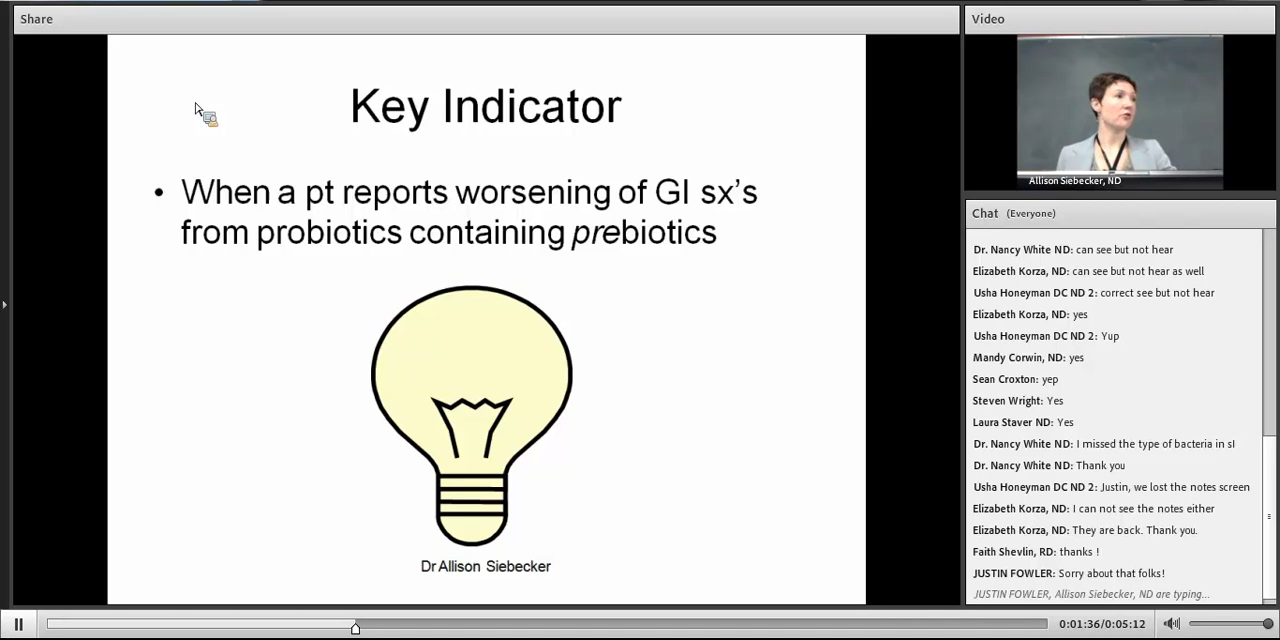 Share
Key Indicator
• When a pt reports worsening of GI sx's
from probiotics containing prebiotics
Dr Allison Siebecker
Video
Allison Siebecker, ND
Chat (Everyone)
Dr. Nancy White ND: can see but not hear
Elizabeth Korza, ND: can see but not hear as well
Usha Honeyman DC ND 2: correct see but not hear
Elizabeth Korza, ND: yes
Usha Honeyman DC ND 2: Yup
Mandy Corwin, ND: yes
Sean Croxton: yep
Steven Wright: Yes
Laura Staver ND: Yes
Dr. Nancy White ND: I missed the type of bacteria in sI
Dr. Nancy White ND: Thank you
Usha Honeyman DC ND 2: Justin, we lost the notes screen
Elizabeth Korza, ND: I can not see the notes either
Elizabeth Korza, ND: They are back. Thank you.
Faith Shevlin, RD: thanks !
JUSTIN FOWLER: Sorry about that folks!
JUSTIN FOWLER, Allison Siebecker, ND are typing...
0:01:36/0:05:12